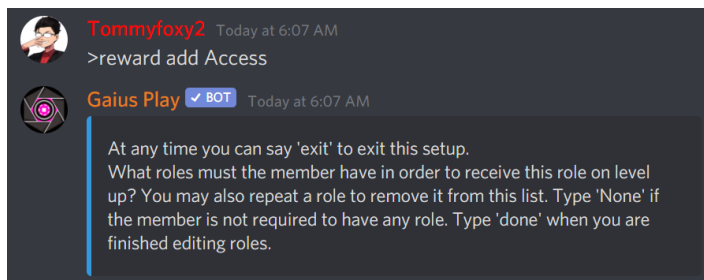 Tommyfoxy2 Today at 6:07 AM
>reward add Access
Gaius Play ✓ BOT Today at 6:07 AM
At any time you can say 'exit' to exit this setup.
What roles must the member have in order to receive this role on level
up? You may also repeat a role to remove it from this list. Type 'None' if
the member is not required to have any role. Type 'done' when you are
finished editing roles.